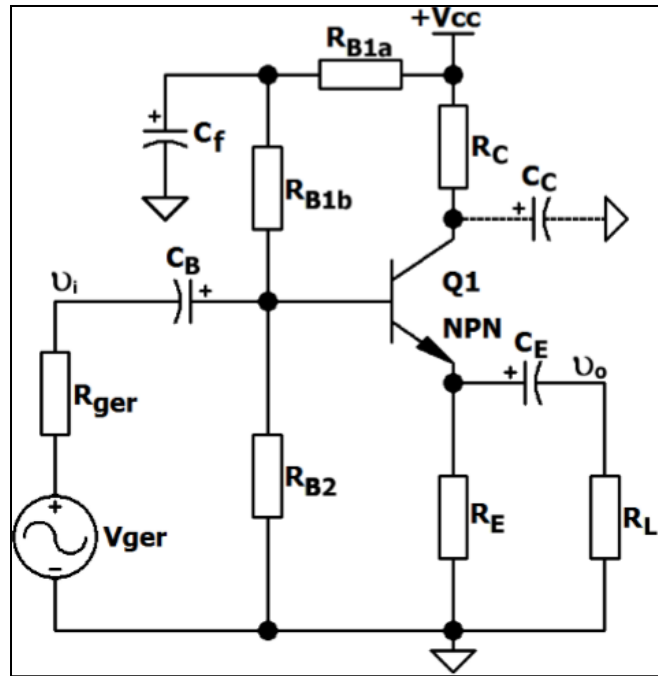 +Vcc
RB1a
+
Cf
RC
CC
+
RB1b
CB
+
υi
Q1
NPN
CE
+
υo
Rger
RB2
RE
RL
+
Vger
−